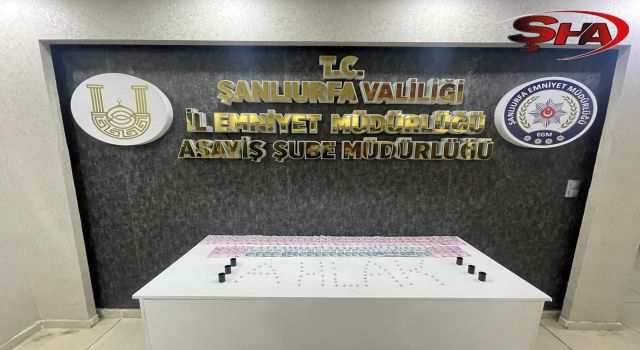 ŞHA
T.C.
ŞANLIURFA VALİLİĞİ
İL EMNİYET MÜDÜRLÜĞÜ
ASAYİŞ ŞUBE MÜDÜRLÜĞÜ
ŞANLIURFA EMNİYET MÜDÜRLÜĞÜ
EGM